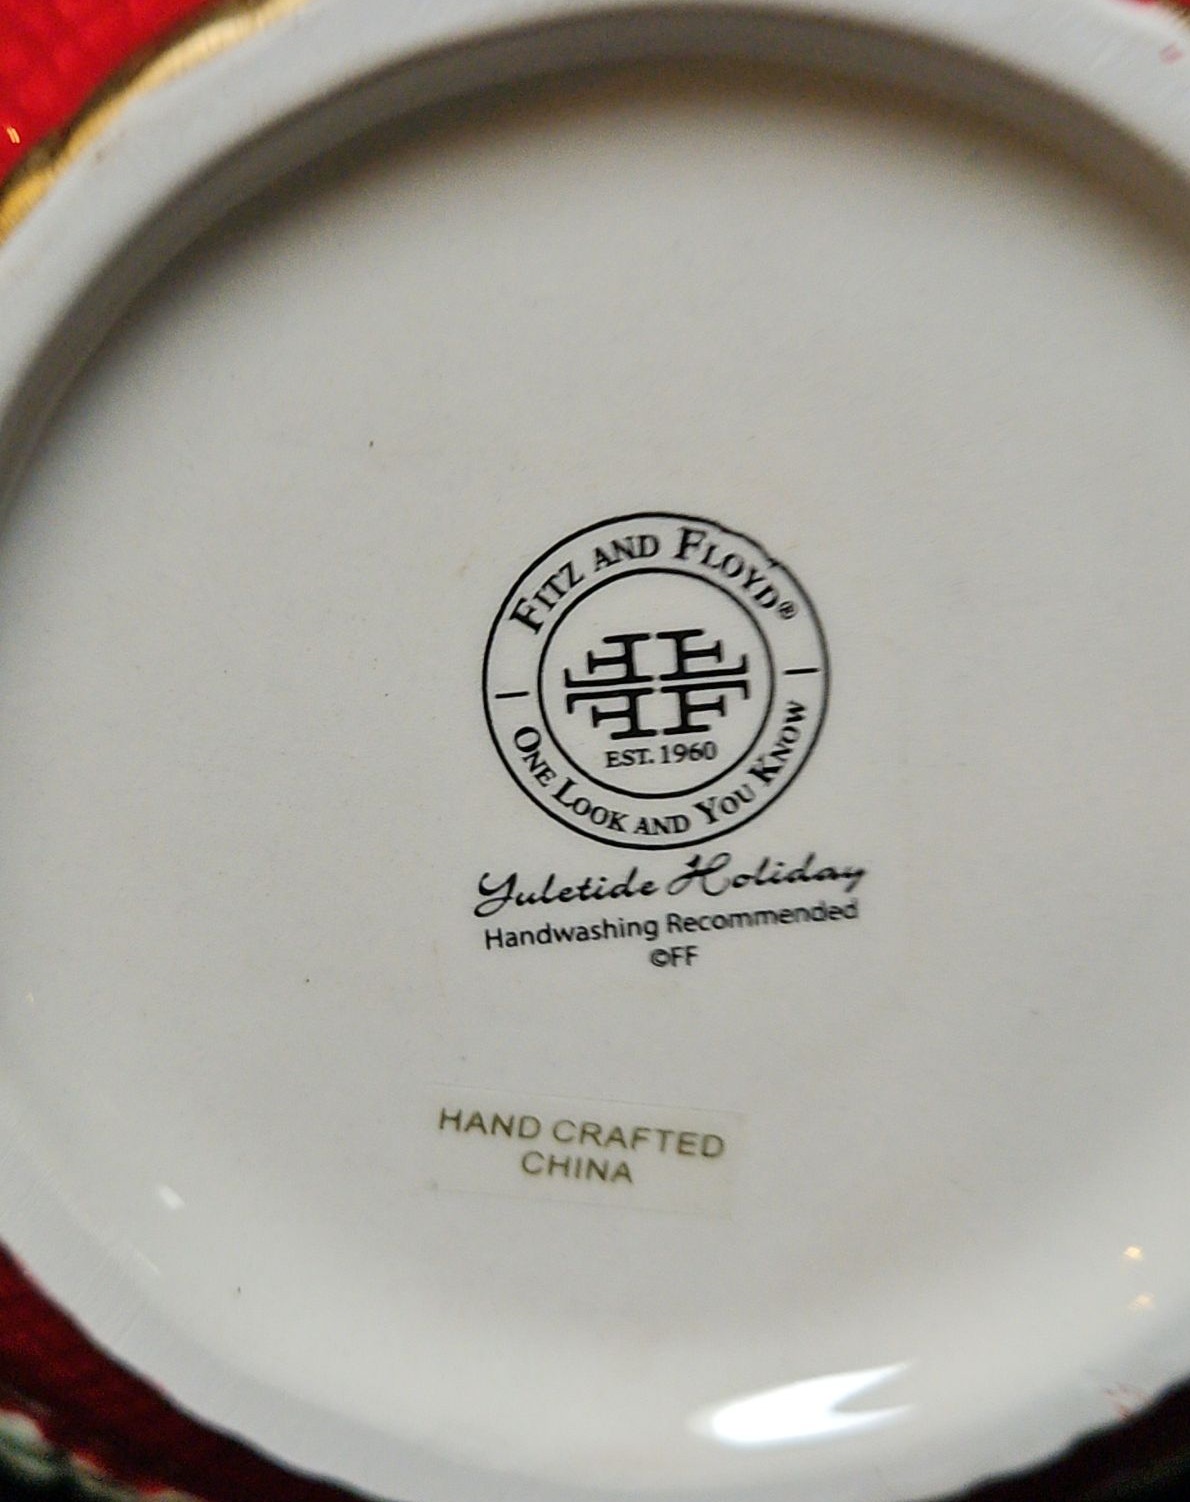 FITZ AND FLOYD®
EST. 1960
ONE LOOK AND YOU KNOW
Yuletide Holiday
Handwashing Recommended
©FF
HAND CRAFTED
CHINA